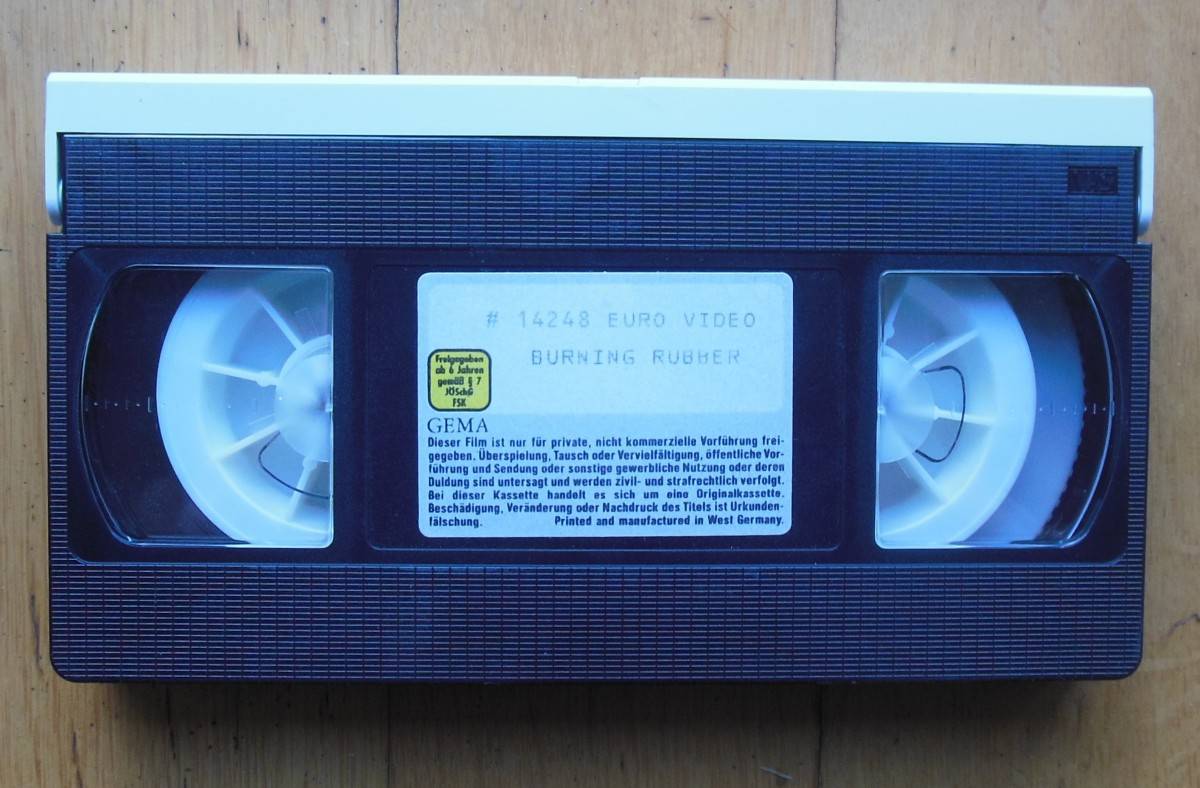 VHS
# 14248 EURO VIDEO
BURNING RUBBER
Freigegeben
ab 6 Jahren
gemäß § 7
JÖSchG
FSK
GEMA
Dieser Film ist nur für private, nicht kommerzielle Vorführung frei-
gegeben. Überspielung, Tausch oder Vervielfältigung, öffentliche Vor-
führung und Sendung oder sonstige gewerbliche Nutzung oder deren
Duldung sind untersagt und werden zivil- und strafrechtlich verfolgt.
Bei dieser Kassette handelt es sich um eine Originalkassette.
Beschädigung, Veränderung oder Nachdruck des Titels ist Urkunden-
fälschung. Printed and manufactured in West Germany.